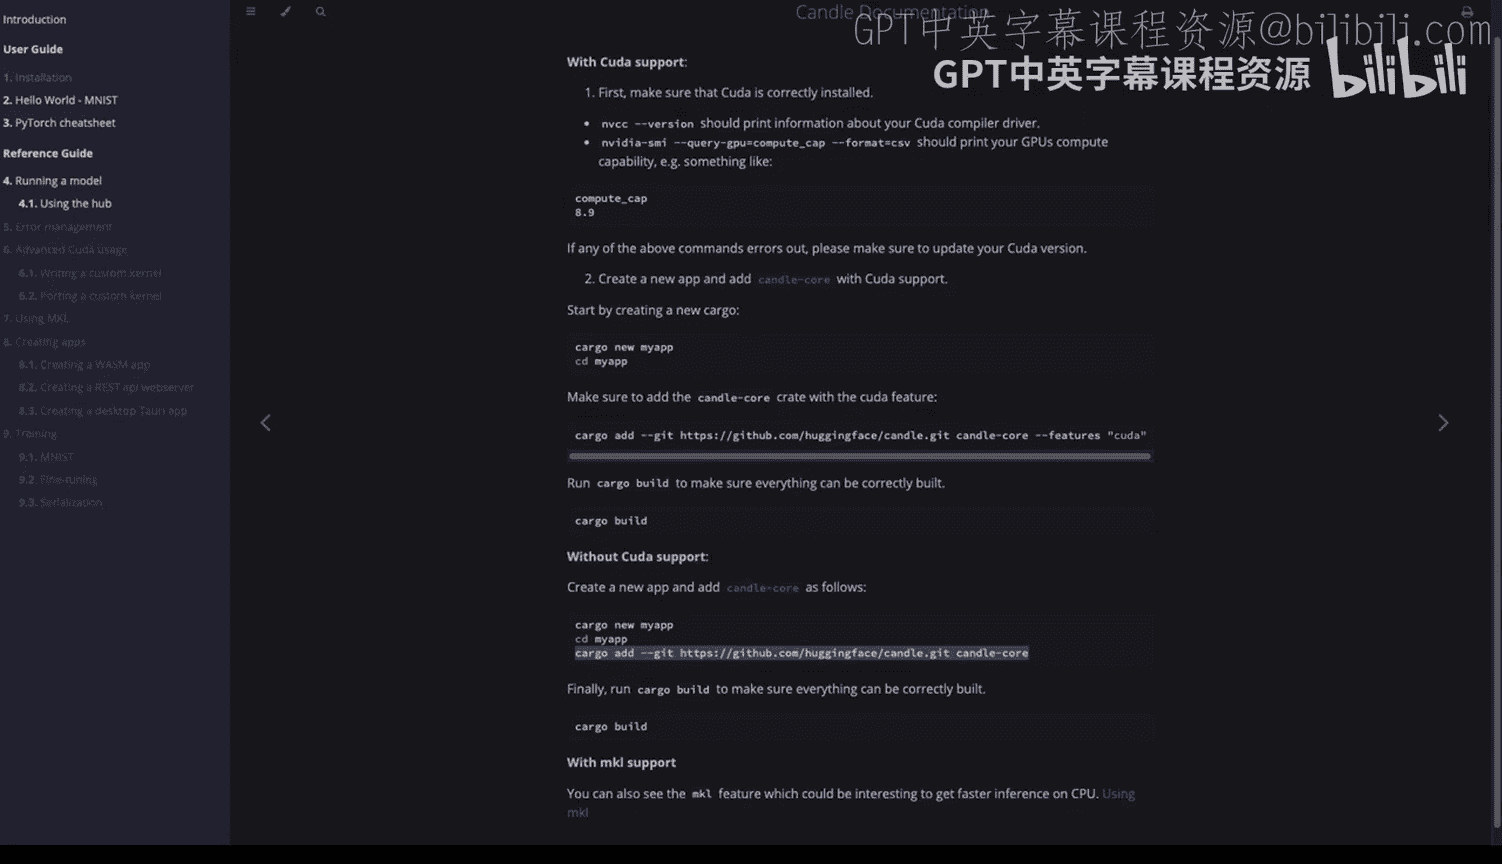 Introduction
User Guide
1. Installation
2. Hello World - MNIST
3. PyTorch cheatsheet
Reference Guide
4. Running a model
4.1. Using the hub
5. Error management
6. Advanced Cuda usage
6.1. Writing a custom kernel
6.2. Porting a custom kernel
7. Using MKL
8. Creating apps
8.1. Creating a WASM app
8.2. Creating a REST api webserver
8.3. Creating a desktop Tauri app
9. Training
9.1. MNIST
9.2. Fine-tuning
9.3. Serialization
Candle Documentation
GPT中英字幕课程资源@bilibili.com
GPT中英字幕课程资源 bilibili
With Cuda support:
1. First, make sure that Cuda is correctly installed.
• nvcc --version should print information about your Cuda compiler driver.
• nvidia-smi --query-gpu=compute_cap --format=csv should print your GPUs compute
capability, e.g. something like:
compute_cap
8.9
If any of the above commands errors out, please make sure to update your Cuda version.
2. Create a new app and add candle-core with Cuda support.
Start by creating a new cargo:
cargo new myapp
cd myapp
Make sure to add the candle-core crate with the cuda feature:
cargo add --git https://github.com/huggingface/candle.git candle-core --features "cuda"
Run cargo build to make sure everything can be correctly built.
cargo build
Without Cuda support:
Create a new app and add candle-core as follows:
cargo new myapp
cd myapp
cargo add --git https://github.com/huggingface/candle.git candle-core
Finally, run cargo build to make sure everything can be correctly built.
cargo build
With mkl support
You can also see the mkl feature which could be interesting to get faster inference on CPU. Using
mkl